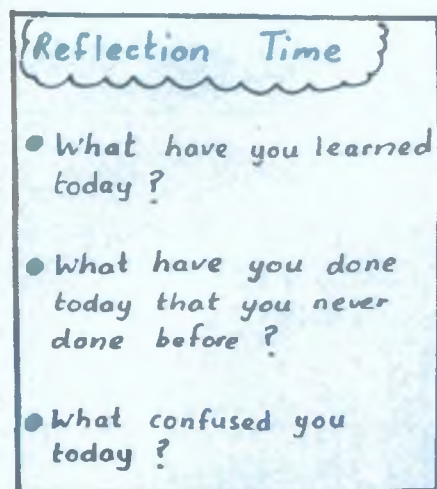 Reflection Time
What have you learned
today ?
What have you done
today that you never
done before ?
What confused you
today ?